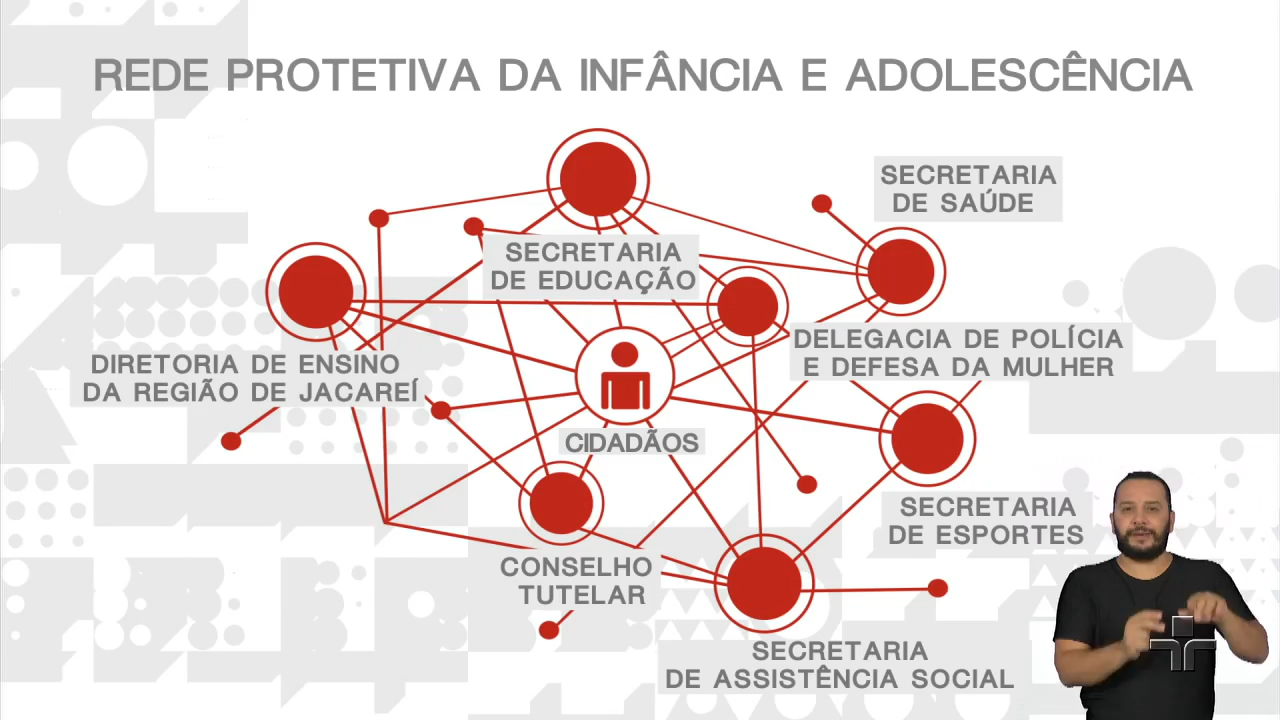 REDE PROTETIVA DA INFÂNCIA E ADOLESCÊNCIA
SECRETARIA
DE SAÚDE
SECRETARIA
DE EDUCAÇÃO
DELEGACIA DE POLÍCIA
E DEFESA DA MULHER
DIRETORIA DE ENSINO
DA REGIÃO DE JACAREÍ
CIDADÃOS
SECRETARIA
DE ESPORTES
CONSELHO
TUTELAR
SECRETARIA
DE ASSISTÊNCIA SOCIAL